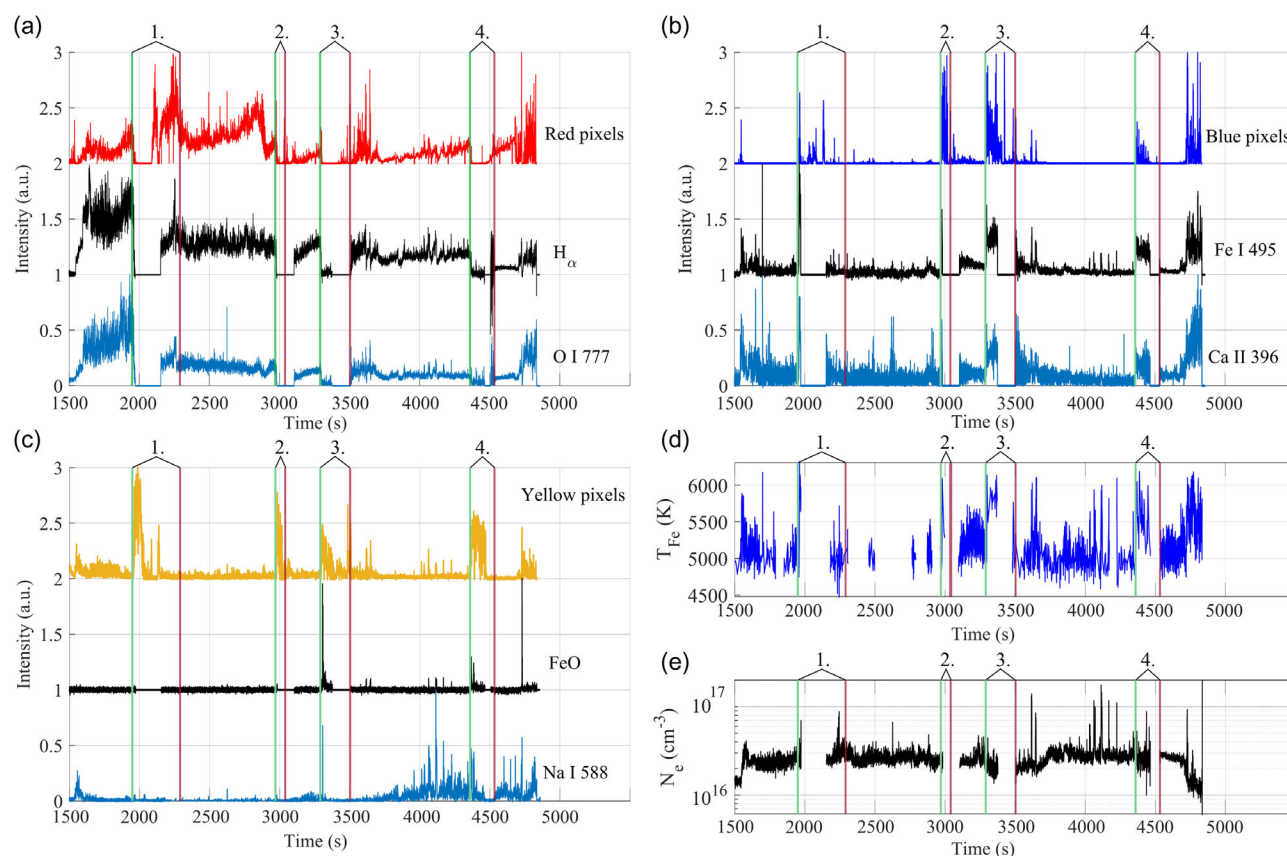 (a)
1. 2. 3. 4.
3
2.5
2
1.5
1
0.5
0
Intensity (a.u.)
Red pixels
Hα
O I 777
1500 2000 2500 3000 3500 4000 4500 5000
Time (s)
(b)
1. 2. 3. 4.
3
2.5
2
1.5
1
0.5
0
Intensity (a.u.)
Blue pixels
Fe I 495
Ca II 396
1500 2000 2500 3000 3500 4000 4500 5000
Time (s)
(c)
1. 2. 3. 4.
3
2.5
2
1.5
1
0.5
0
Intensity (a.u.)
Yellow pixels
FeO
Na I 588
1500 2000 2500 3000 3500 4000 4500 5000
Time (s)
(d)
1. 2. 3. 4.
6000
5500
5000
4500
T_Fe (K)
1500 2000 2500 3000 3500 4000 4500 5000
Time (s)
(e)
1. 2. 3. 4.
10^17
10^16
N_e (cm^-3)
1500 2000 2500 3000 3500 4000 4500 5000
Time (s)